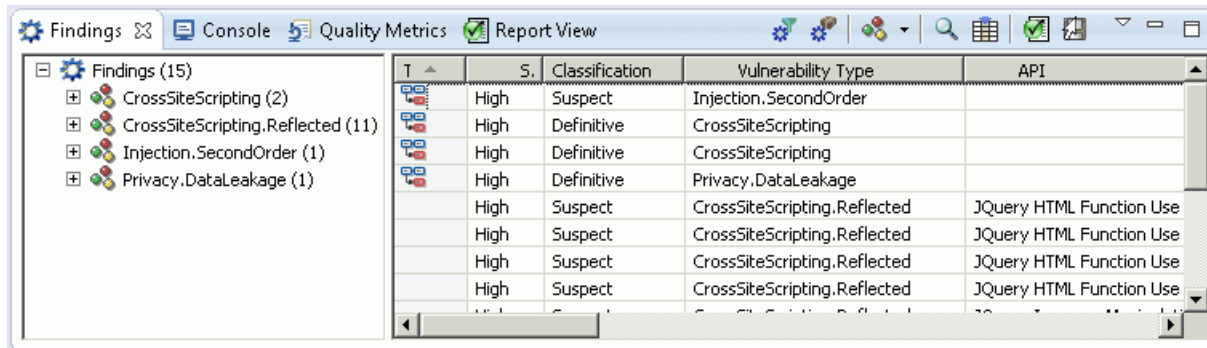 Findings Console Quality Metrics Report View
Findings (15)
CrossSiteScripting (2)
CrossSiteScripting.Reflected (11)
Injection.SecondOrder (1)
Privacy.DataLeakage (1)
T S. Classification Vulnerability Type API
High Suspect Injection.SecondOrder
High Definitive CrossSiteScripting
High Definitive CrossSiteScripting
High Definitive Privacy.DataLeakage
High Suspect CrossSiteScripting.Reflected JQuery HTML Function Use
High Suspect CrossSiteScripting.Reflected JQuery HTML Function Use
High Suspect CrossSiteScripting.Reflected JQuery HTML Function Use
High Suspect CrossSiteScripting.Reflected JQuery HTML Function Use